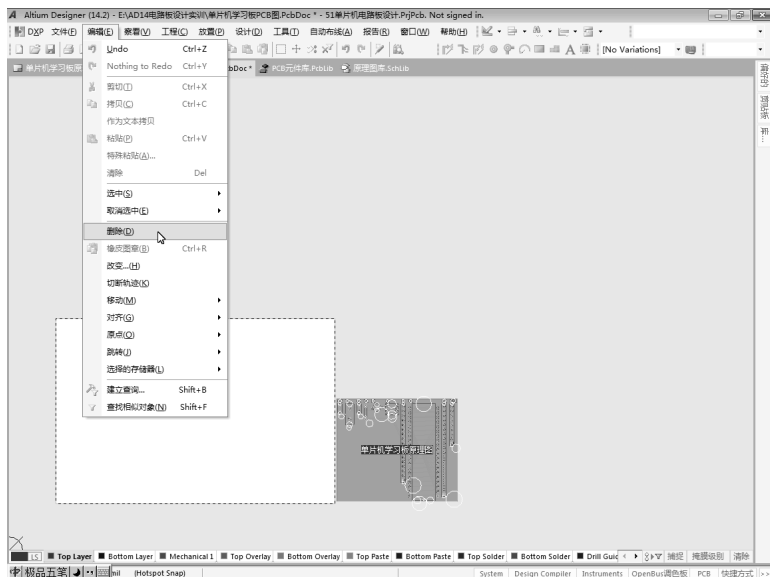 Altium Designer (14.2) - E:\AD14电路板设计实训\单片机学习板PCB图.PcbDoc * - 51单片机电路板设计.PrjPcb. Not signed in.
DXP 文件(F) 编辑(E) 察看(V) 工程(C) 放置(P) 设计(D) 工具(T) 自动布线(A) 报告(R) 窗口(W) 帮助(H)
[No Variations]
单片机学习板原 bDoc * PCB元件库.PrbLib 原理图库.SchLib
Undo Ctrl+Z
Nothing to Redo Ctrl+Y
剪切(T) Ctrl+X
拷贝(C) Ctrl+C
作为文本拷贝
粘贴(P) Ctrl+V
特殊粘贴(A)...
清除 Del
选中(S)
取消选中(E)
删除(D)
橡皮图章(B) Ctrl+R
改变...(H)
切断轨迹(K)
移动(M)
对齐(G)
原点(O)
跳转(J)
选择的存储器(L)
建立查询... Shift+B
查找相似对象(N) Shift+F
单片机学习板原理图
LS Top Layer Bottom Layer Mechanical 1 Top Overlay Bottom Overlay Top Paste Bottom Paste Top Solder Bottom Solder Drill Guic 捕捉 掩膜级别 清除
中 极品五笔 mil (Hotspot Snap) System Design Compiler Instruments OpenBus调色板 PCB 快捷方式 >>